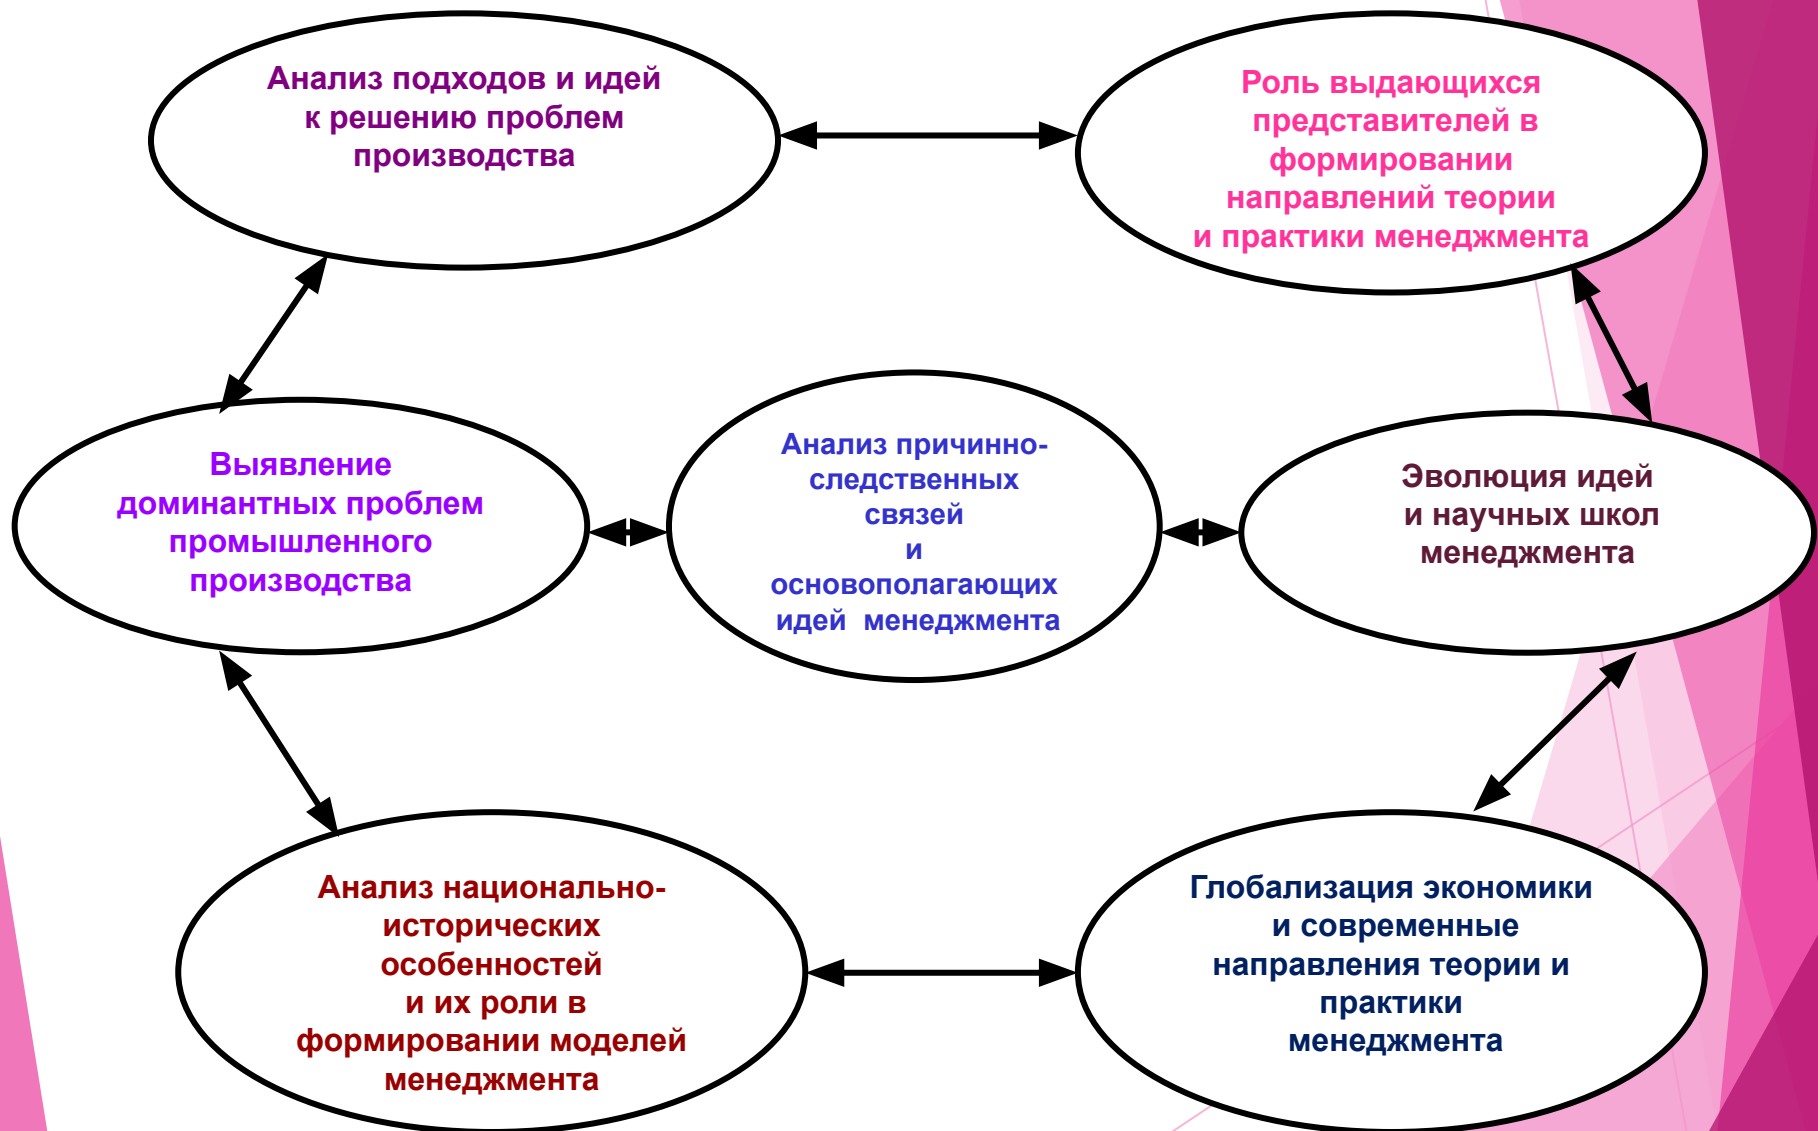 Анализ подходов и идей
к решению проблем
производства
Роль выдающихся
представителей в
формировании
направлений теории
и практики менеджмента
Выявление
доминантных проблем
промышленного
производства
Анализ причинно-
следственных
связей
и
основополагающих
идей менеджмента
Эволюция идей
и научных школ
менеджмента
Анализ национально-
исторических
особенностей
и их роли в
формировании моделей
менеджмента
Глобализация экономики
и современные
направления теории и
практики
менеджмента